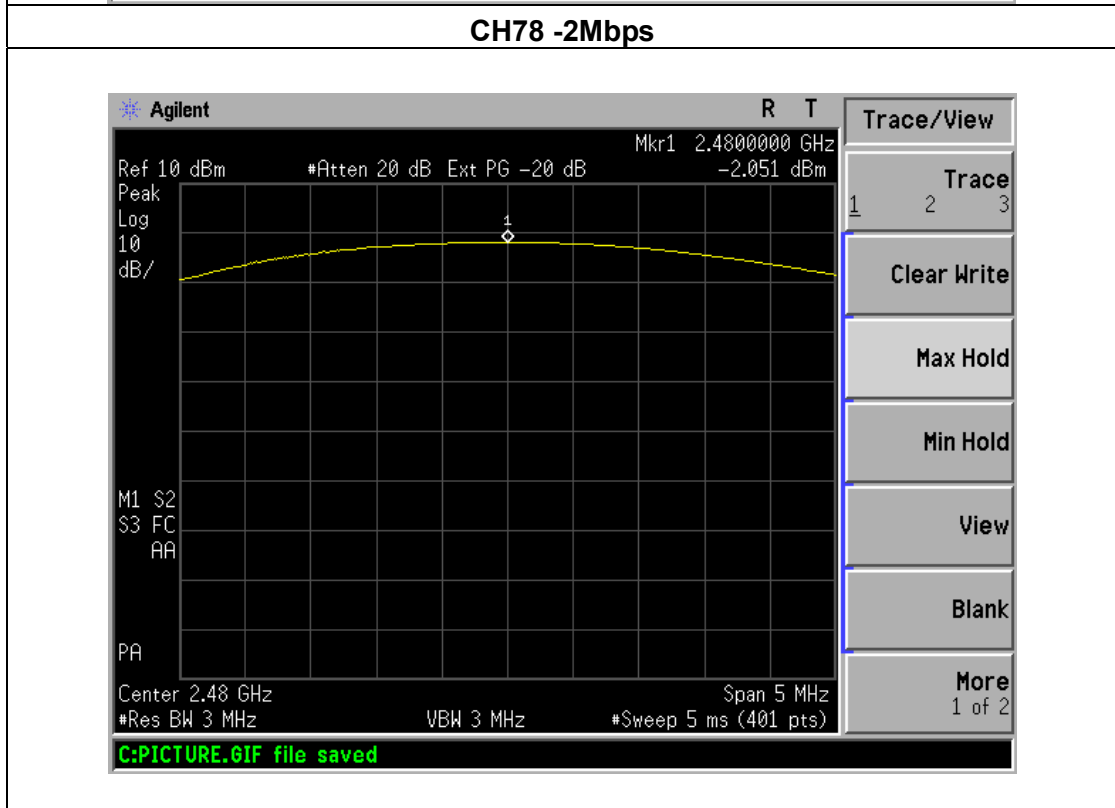 CH78 -2Mbps
Agilent
R T
Trace/View
Mkr1 2.4800000 GHz
Ref 10 dBm #Atten 20 dB Ext PG -20 dB -2.051 dBm
Peak
Log
10
dB/
1
Trace
1 2 3
Clear Write
Max Hold
Min Hold
M1 S2
S3 FC
AA
View
Blank
PA
Center 2.48 GHz Span 5 MHz
#Res BW 3 MHz VBW 3 MHz #Sweep 5 ms (401 pts)
More
1 of 2
C:PICTURE.GIF file saved